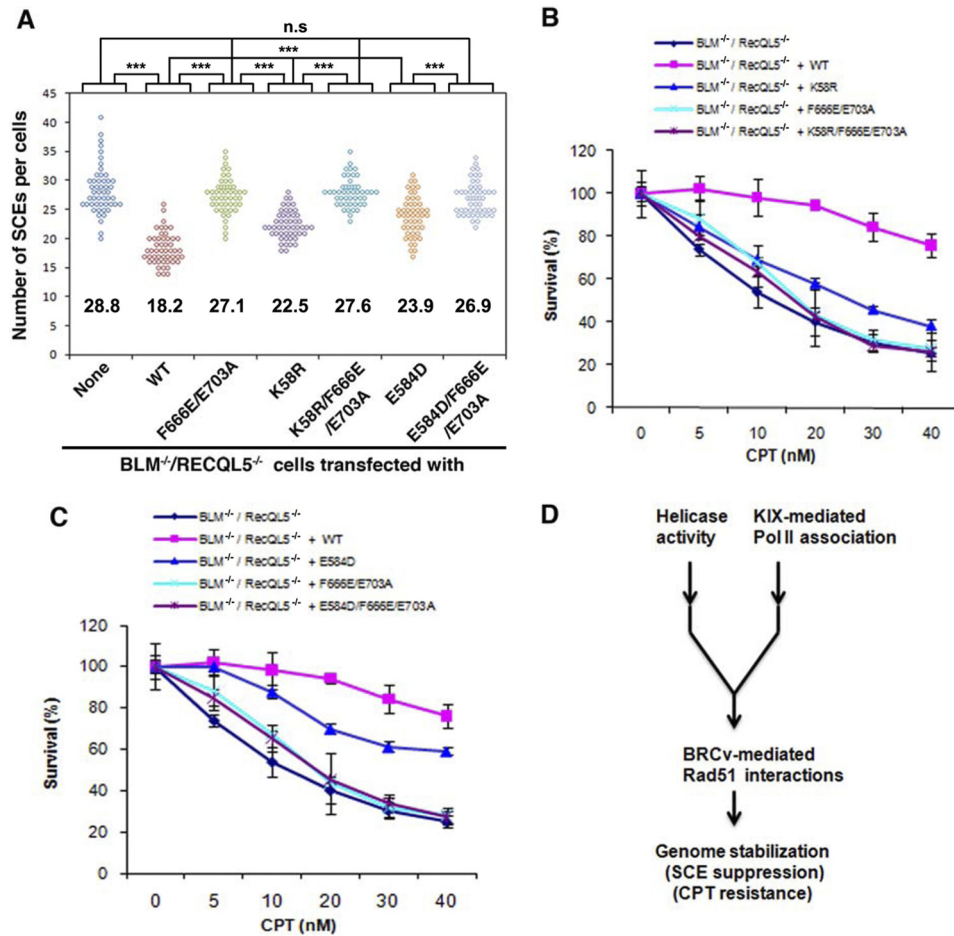 A
n.s
***
*** *** *** *** ***
Number of SCEs per cells
45
40
35
30
25
20
15
10
5
0
28.8 18.2 27.1 22.5 27.6 23.9 26.9
None
WT
F666E/E703A
K58R
K58R/F666E
/E703A
E584D
E584D/F666E
/E703A
BLM-/-/RECQL5-/- cells transfected with
B
BLM-/-/ RecQL5-/-
BLM-/-/ RecQL5-/- + WT
BLM-/-/ RecQL5-/- + K58R
BLM-/-/ RecQL5-/- + F666E/E703A
BLM-/-/ RecQL5-/- + K58R/F666E/E703A
Survival (%)
120
100
80
60
40
20
0
0 5 10 20 30 40
CPT (nM)
C
BLM-/-/ RecQL5-/-
BLM-/-/ RecQL5-/- + WT
BLM-/-/ RecQL5-/- + E584D
BLM-/-/ RecQL5-/- + F666E/E703A
BLM-/-/ RecQL5-/- + E584D/F666E/E703A
Survival (%)
120
100
80
60
40
20
0
0 5 10 20 30 40
CPT (nM)
D
Helicase
activity
KIX-mediated
Pol II association
BRCv-mediated
Rad51 interactions
Genome stabilization
(SCE suppression)
(CPT resistance)